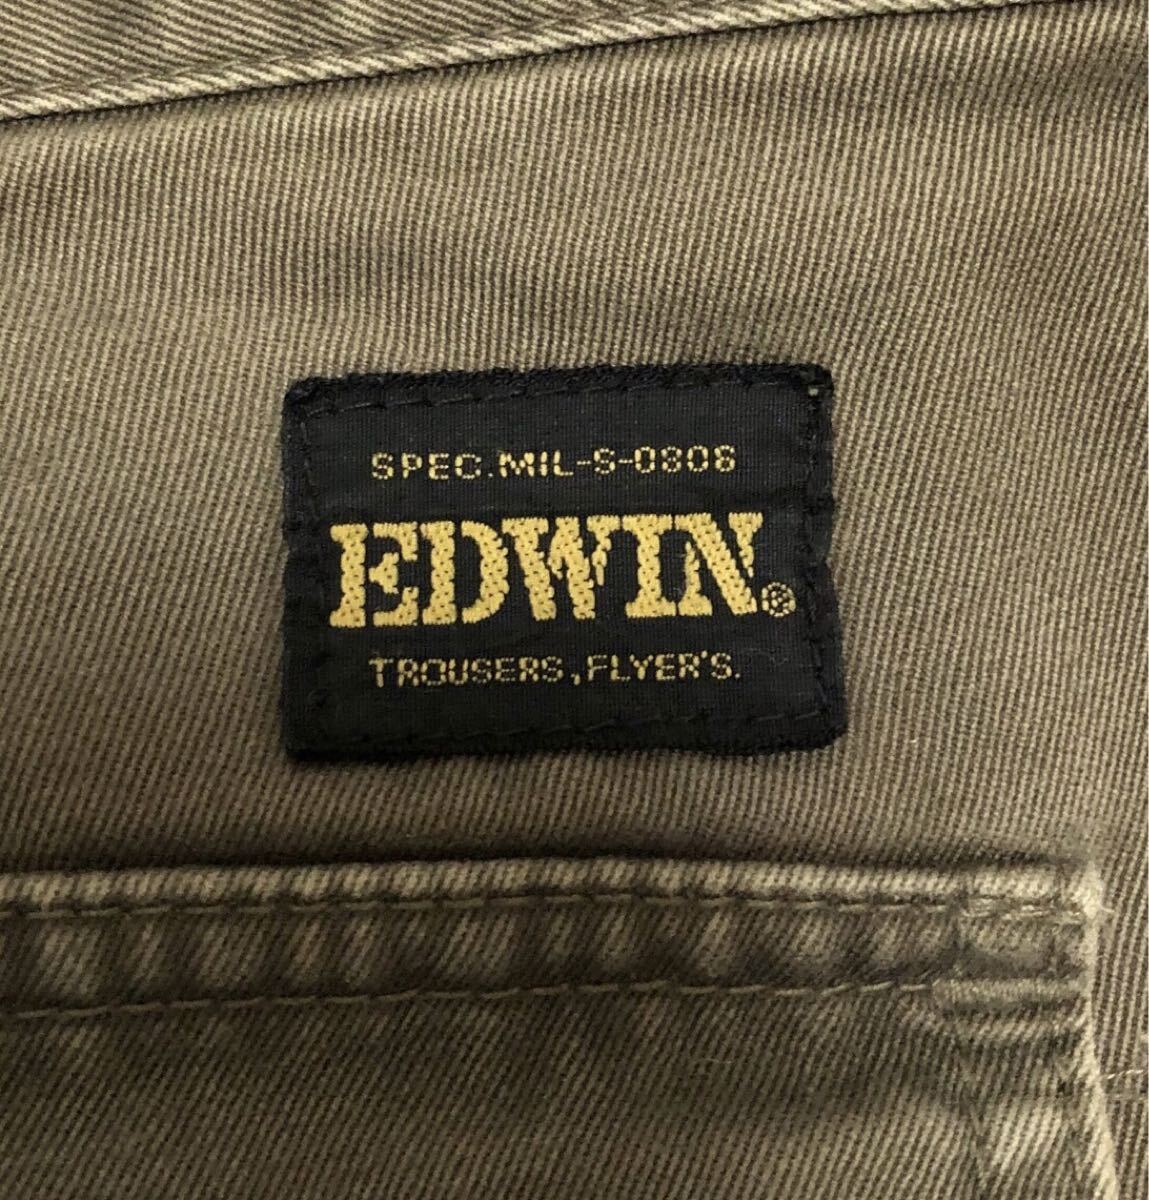 SPEC.MIL-S-0808
EDWIN®
TROUSERS,FLYER'S.